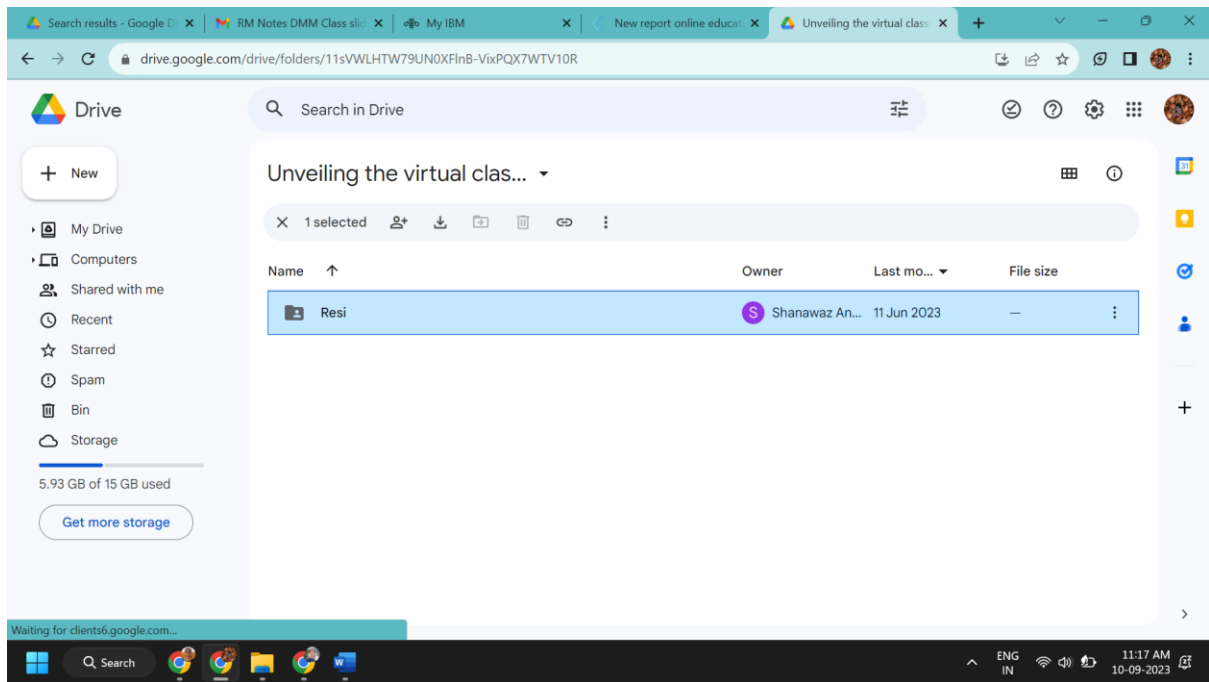 Search results - Google D
RM Notes DMM Class slid
My IBM
New report online educat
Unveiling the virtual class
drive.google.com/drive/folders/11sVWLHTW79UN0XFlnB-VixPQX7WTV10R
Drive
Search in Drive
New
Unveiling the virtual clas...
31
1 selected
My Drive
Computers
Shared with me
Recent
Starred
Spam
Bin
Storage
5.93 GB of 15 GB used
Get more storage
Name Owner Last mo... File size
Resi S Shanawaz An... 11 Jun 2023 —
Waiting for clients6.google.com...
Search
ENG
IN
11:17 AM
10-09-2023